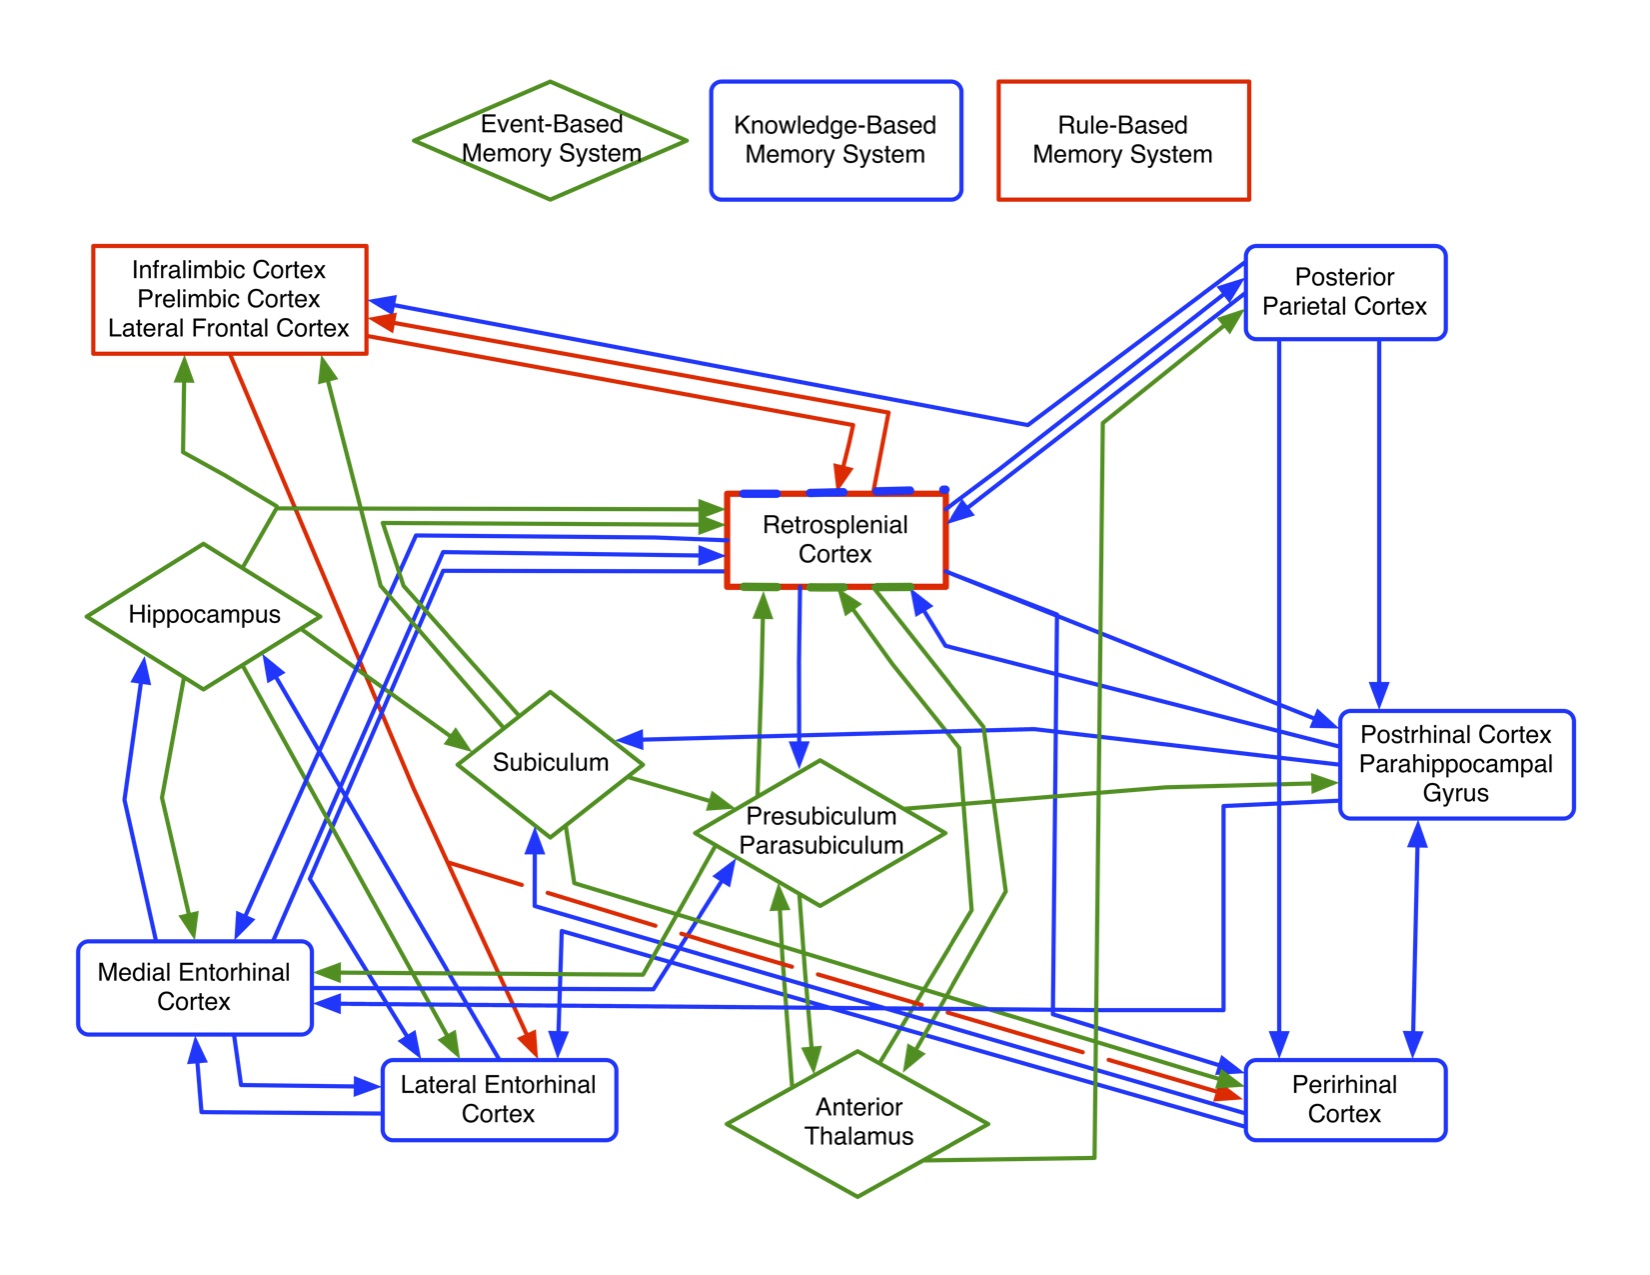 Event-Based
Memory System
Knowledge-Based
Memory System
Rule-Based
Memory System
Infralimbic Cortex
Prelimbic Cortex
Lateral Frontal Cortex
Posterior
Parietal Cortex
Retrosplenial
Cortex
Hippocampus
Subiculum
Postrhinal Cortex
Parahippocampal
Gyrus
Presubiculum
Parasubiculum
Medial Entorhinal
Cortex
Lateral Entorhinal
Cortex
Anterior
Thalamus
Perirhinal
Cortex